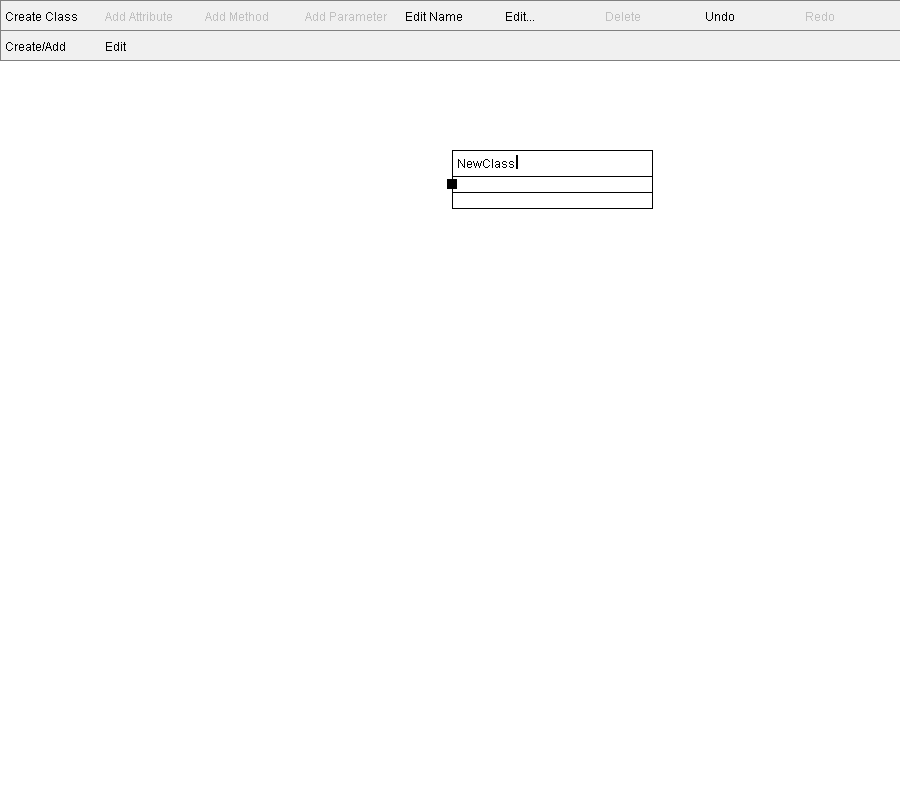 Create Class Add Attribute Add Method Add Parameter Edit Name Edit... Delete Undo Redo
Create/Add Edit
NewClass